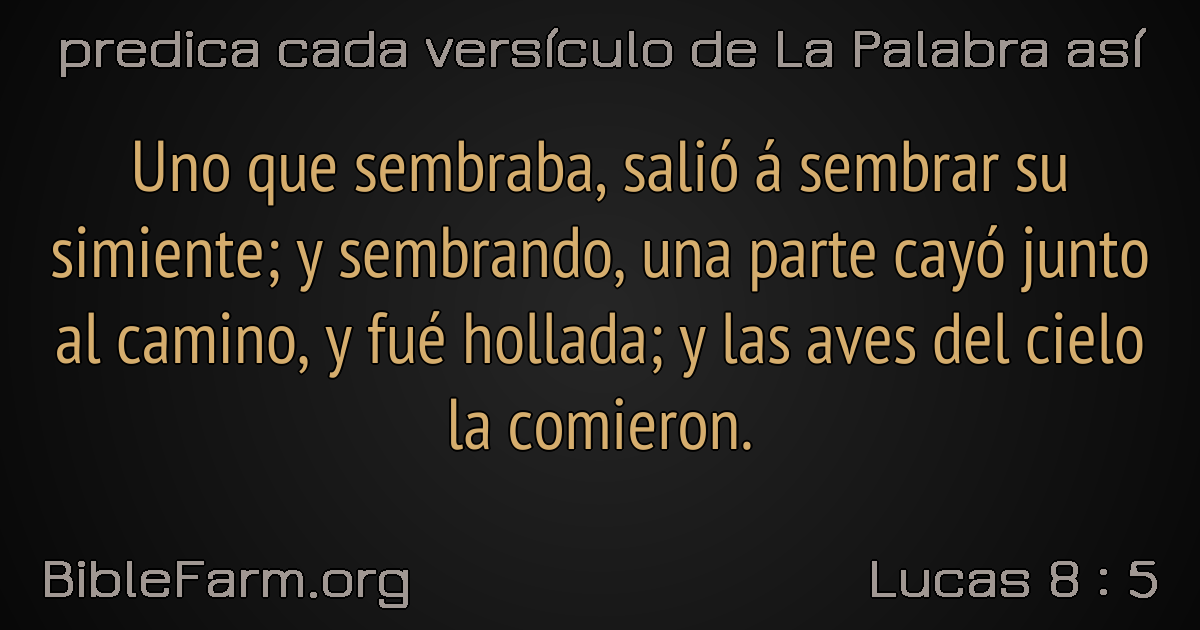 predica cada versículo de La Palabra así
Uno que sembraba, salió á sembrar su
simiente; y sembrando, una parte cayó junto
al camino, y fué hollada; y las aves del cielo
la comieron.
BibleFarm.org
Lucas 8 : 5